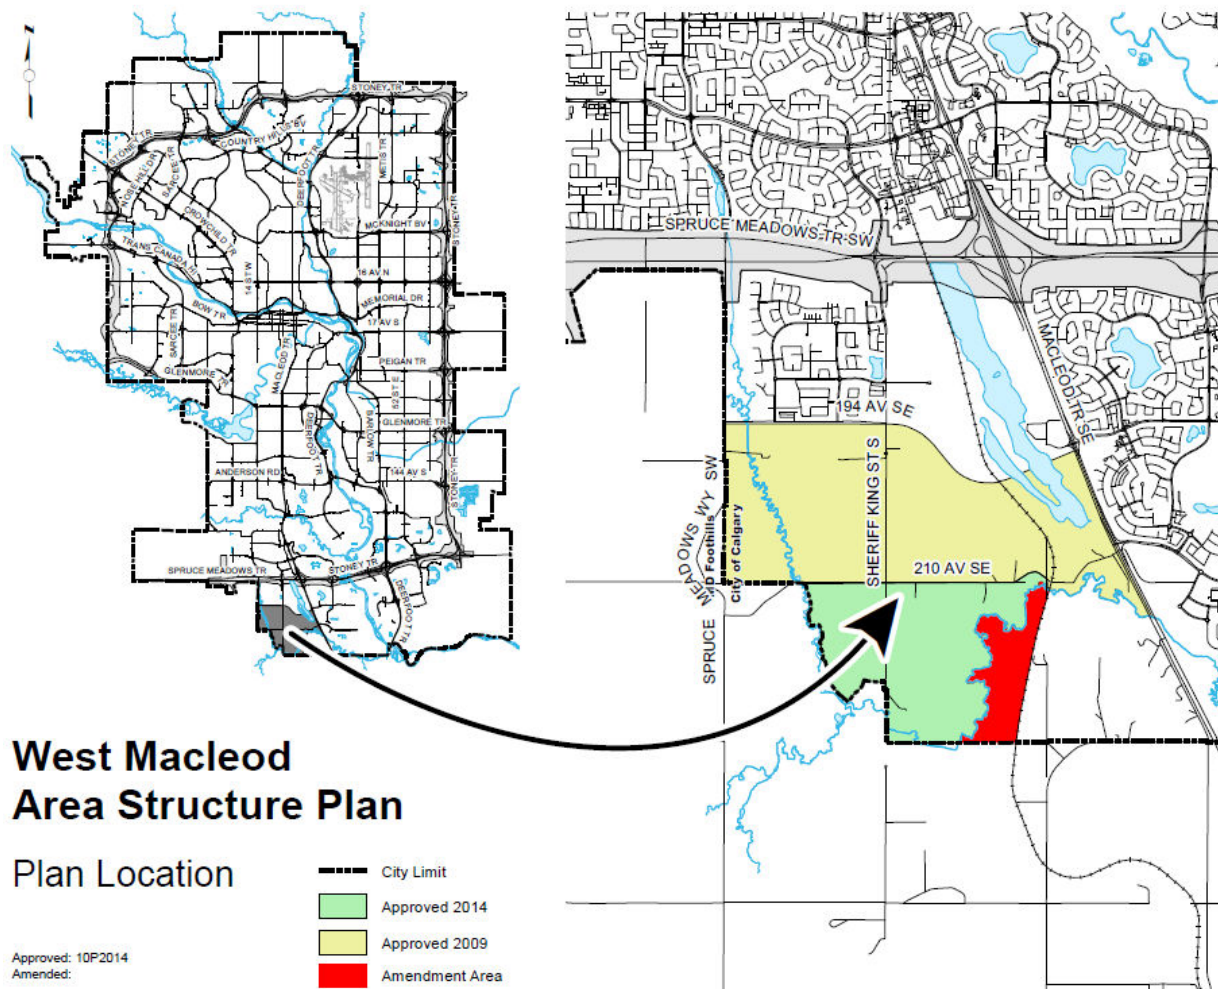 N
STONEY TR
STONEY TR
COUNTRY HILLS BV
NOSE HILL DR
SARCEE TR
DEERFOOT TR
METIS TR
CROWCHILD TR
MCKNIGHT BV
STONEY TR
TRANS CANADA HI
14 ST W
16 AV N
MEMORIAL DR
BOW TR
17 AV S
SARCEE TR
MACLEOD TR
PEIGAN TR
GLENMORE TR
52 ST E
DEERFOOT TR
BARLOW TR
GLENMORE TR
ANDERSON RD
144 AV S
STONEY TR
SPRUCE MEADOWS TR
STONEY TR
DEERFOOT TR
SPRUCE MEADOWS TR SW
MACLEOD TR SE
194 AV SE
SPRUCE MEADOWS WY SW
MD Foothills
City of Calgary
SHERIFF KING ST S
210 AV SE
West Macleod
Area Structure Plan
Plan Location
City Limit
Approved 2014
Approved 2009
Amendment Area
Approved: 10P2014
Amended: